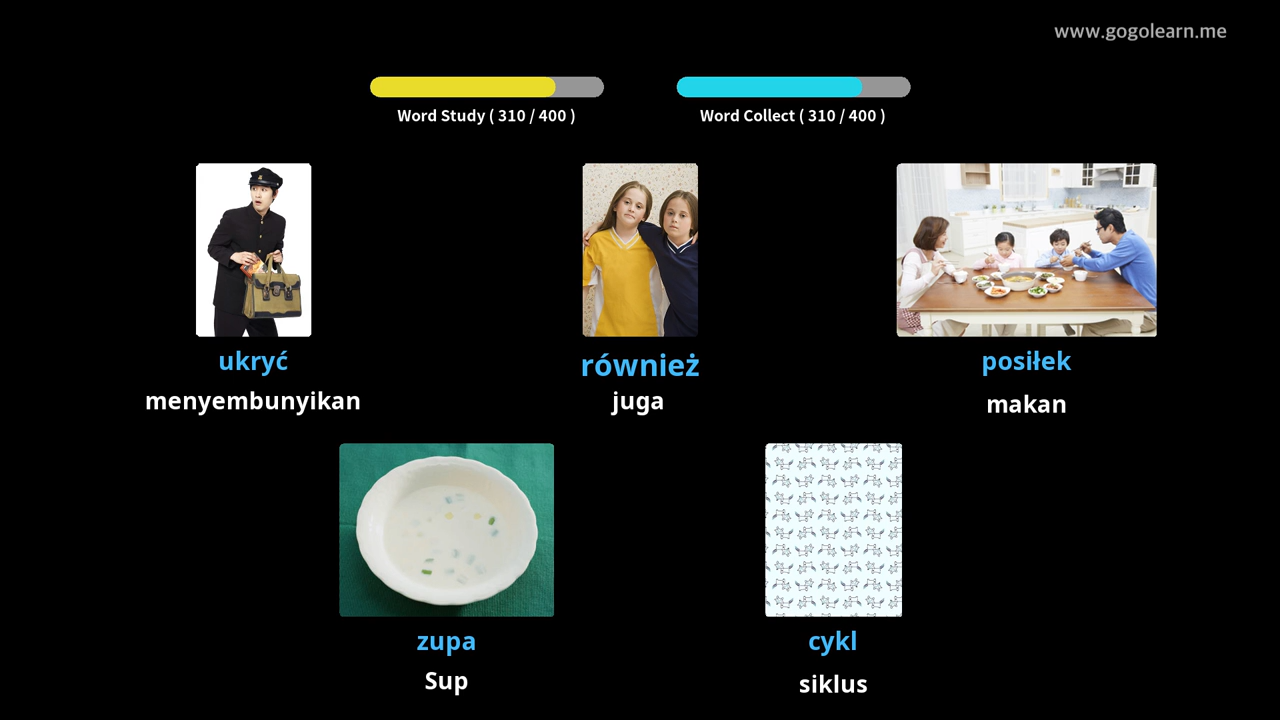 www.gogolearn.me
Word Study ( 310 / 400 )
Word Collect ( 310 / 400 )
ukryć
menyembunyikan
również
juga
posiłek
makan
zupa
Sup
cykl
siklus